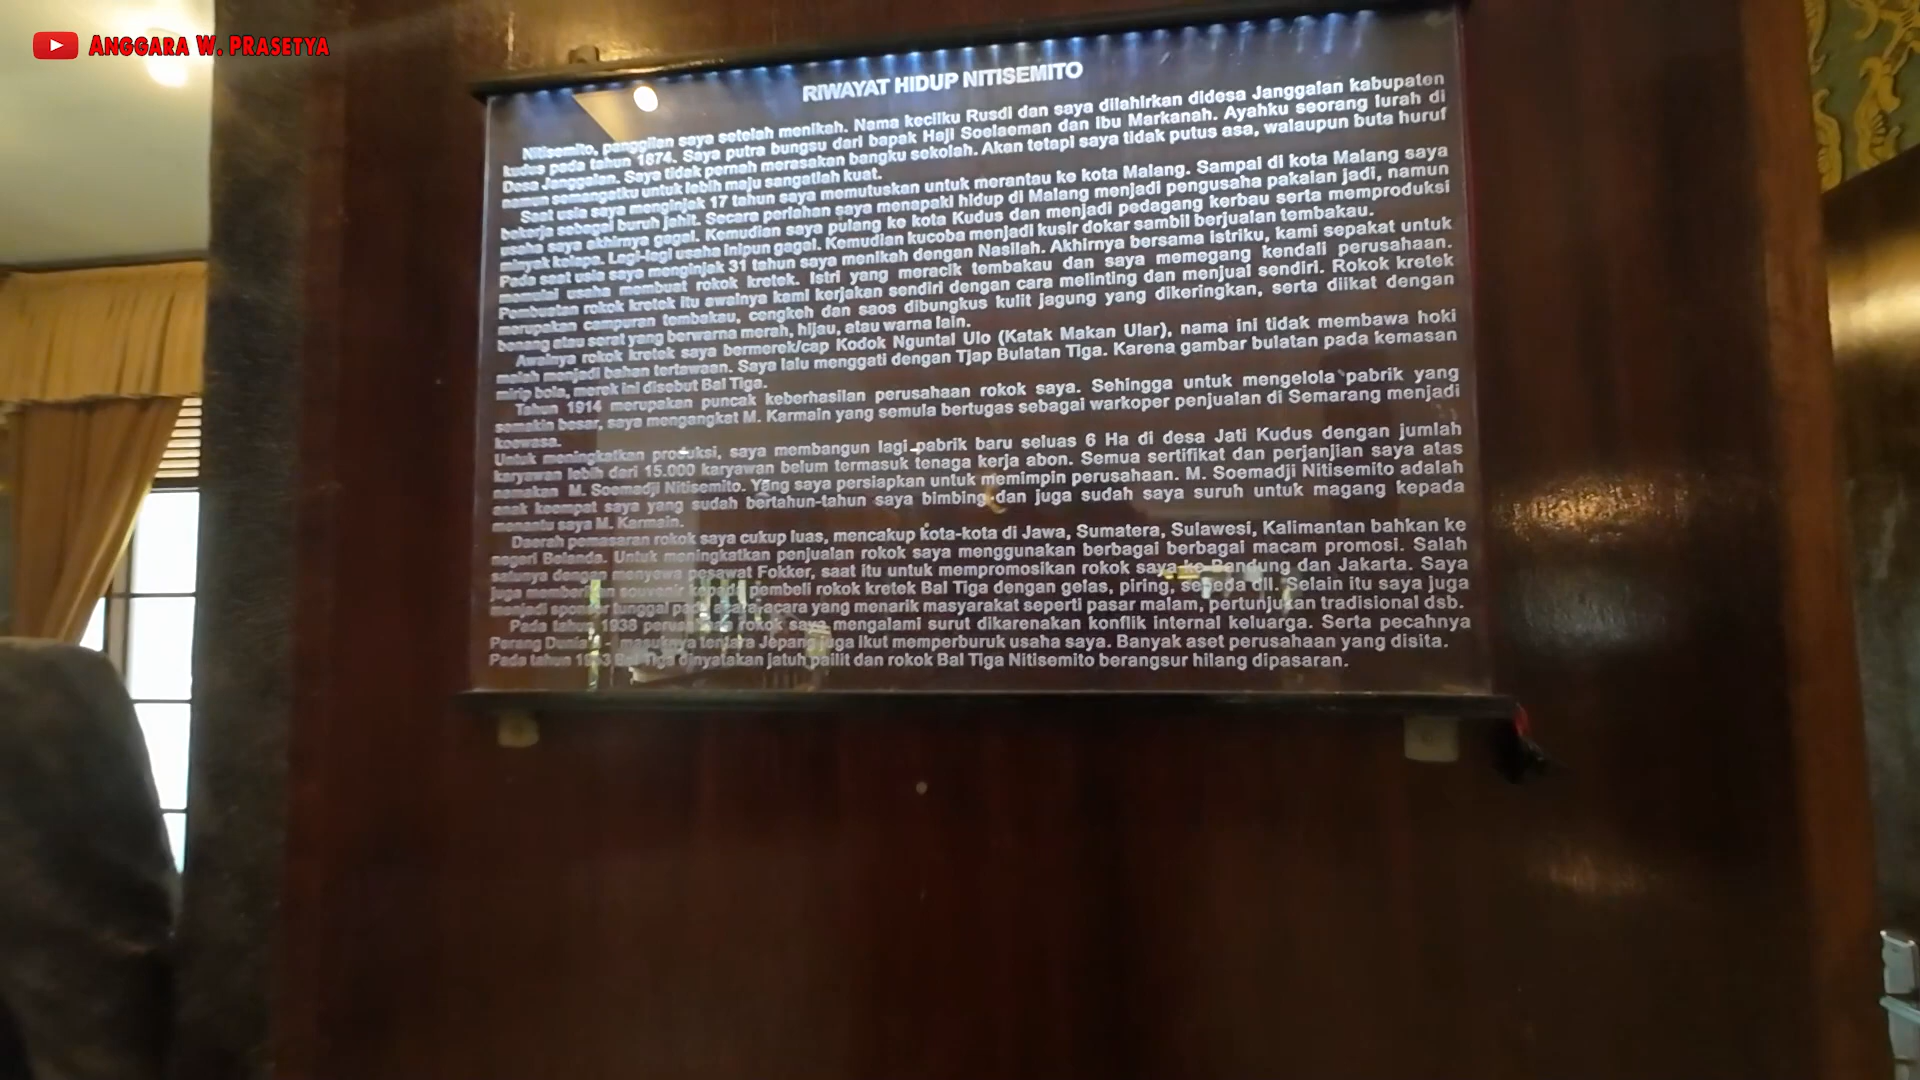 ANGGARA W. PRASETYA
RIWAYAT HIDUP NITISEMITO
Nitisemito, panggilan saya setelah menikah. Nama kecilku Rusdi dan saya dilahirkan didesa Janggalan kabupaten
kudus pada tahun 1874. Saya putra bungsu dari bapak Haji Soelaeman dan Ibu Markanah. Ayahku seorang lurah di
Desa Janggalan. Saya tidak pernah merasakan bangku sekolah. Akan tetapi saya tidak putus asa, walaupun buta huruf
namun semangatku untuk lebih maju sangatlah kuat.
Saat usia saya menginjak 17 tahun saya memutuskan untuk merantau ke kota Malang. Sampai di kota Malang saya
bekerja sebagai buruh jahit. Secara perlahan saya menapaki hidup di Malang menjadi pengusaha pakaian jadi, namun
usaha saya akhirnya gagal. Kemudian saya pulang ke kota Kudus dan menjadi pedagang kerbau serta memproduksi
minyak kelapa. Lagi-lagi usaha inipun gagal. Kemudian kucoba menjadi kusir dokar sambil berjualan tembakau.
Pada saat usia saya menginjak 31 tahun saya menikah dengan Nasilah. Akhirnya bersama istriku, kami sepakat untuk
memulai usaha membuat rokok kretek. Istri yang meracik tembakau dan saya memegang kendali perusahaan.
Pembuatan rokok kretek itu awalnya kami kerjakan sendiri dengan cara melinting dan menjual sendiri. Rokok kretek
merupakan campuran tembakau, cengkeh dan saos dibungkus kulit jagung yang dikeringkan, serta diikat dengan
benang atau serat yang berwarna merah, hijau, atau warna lain.
Awalnya rokok kretek saya bermerek/cap Kodok Nguntal Ulo (Katak Makan Ular), nama ini tidak membawa hoki
malah menjadi bahan tertawaan. Saya lalu menggati dengan Tjap Bulatan Tiga. Karena gambar bulatan pada kemasan
mirip bola, merek ini disebut Bal Tiga.
Tahun 1914 merupakan puncak keberhasilan perusahaan rokok saya. Sehingga untuk mengelola pabrik yang
semakin besar, saya mengangkat M. Karmain yang semula bertugas sebagai warkoper penjualan di Semarang menjadi
koewasa.
Untuk meningkatkan produksi, saya membangun lagi pabrik baru seluas 6 Ha di desa Jati Kudus dengan jumlah
karyawan lebih dari 15.000 karyawan belum termasuk tenaga kerja abon. Semua sertifikat dan perjanjian saya atas
namakan M. Soemadji Nitisemito. Yang saya persiapkan untuk memimpin perusahaan. M. Soemadji Nitisemito adalah
anak keempat saya yang sudah bertahun-tahun saya bimbing dan juga sudah saya suruh untuk magang kepada
menantu saya M. Karmain.
Daerah pemasaran rokok saya cukup luas, mencakup kota-kota di Jawa, Sumatera, Sulawesi, Kalimantan bahkan ke
negeri Belanda. Untuk meningkatkan penjualan rokok saya menggunakan berbagai berbagai macam promosi. Salah
satunya dengan menyewa pesawat Fokker, saat itu untuk mempromosikan rokok saya ke Bandung dan Jakarta. Saya
juga memberikan souvenir kepada pembeli rokok kretek Bal Tiga dengan gelas, piring, sepeda dll. Selain itu saya juga
menjadi sponsor tunggal pada acara-acara yang menarik masyarakat seperti pasar malam, pertunjukan tradisional dsb.
Pada tahun 1938 perusahaan rokok saya mengalami surut dikarenakan konflik internal keluarga. Serta pecahnya
Perang Dunia masuknya tentara Jepang juga ikut memperburuk usaha saya. Banyak aset perusahaan yang disita.
Pada tahun Bal Tiga dinyatakan jatuh pailit dan rokok Bal Tiga Nitisemito berangsur hilang dipasaran.